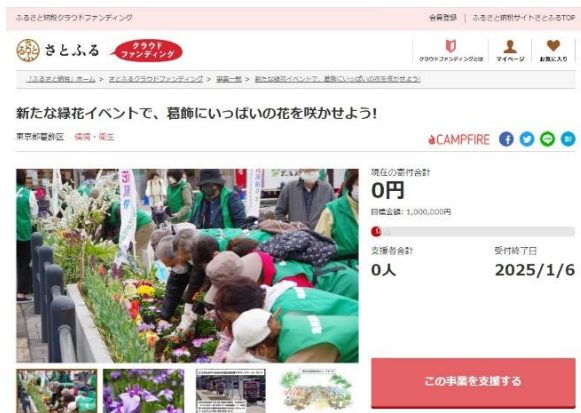 ふるさと納税クラウドファンディング
会員登録 | ふるさと納税サイトさとふるTOP
さとふる クラウドファンディング
クラウドファンディングとは マイページ お気に入り
「ふるさと納税」ホーム > さとふるクラウドファンディング > 事業一覧 > 新たな緑花イベントで、葛飾にいっぱいの花を咲かせよう!
新たな緑花イベントで、葛飾にいっぱいの花を咲かせよう!
東京都葛飾区 環境・衛生
CAMPFIRE
現在の寄付合計
0円
目標金額: 1,000,000円
支援者合計 受付終了日
0人 2025/1/6
この事業を支援する